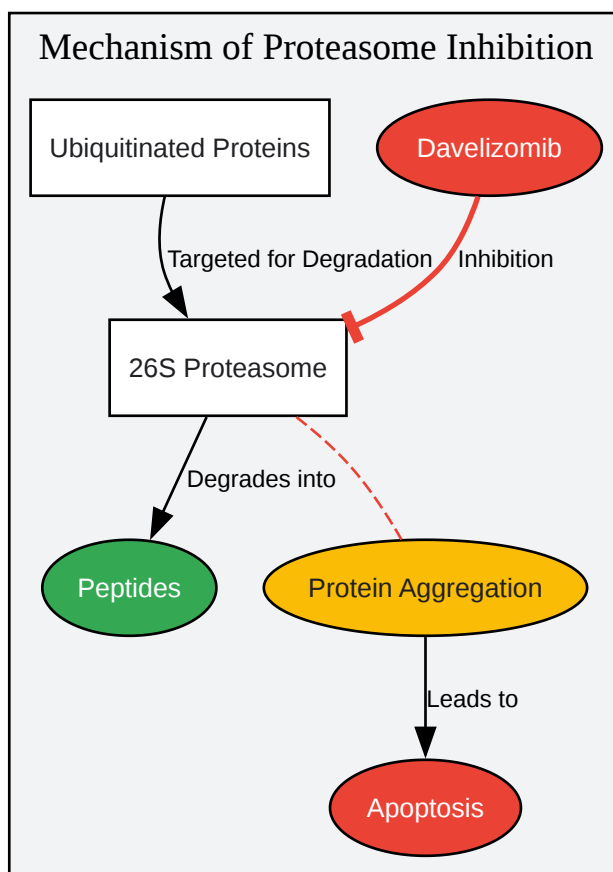 Mechanism of Proteasome Inhibition
Ubiquitinated Proteins
Davelizomib
Targeted for Degradation
Inhibition
26S Proteasome
Degrades into
Peptides
Protein Aggregation
Leads to
Apoptosis